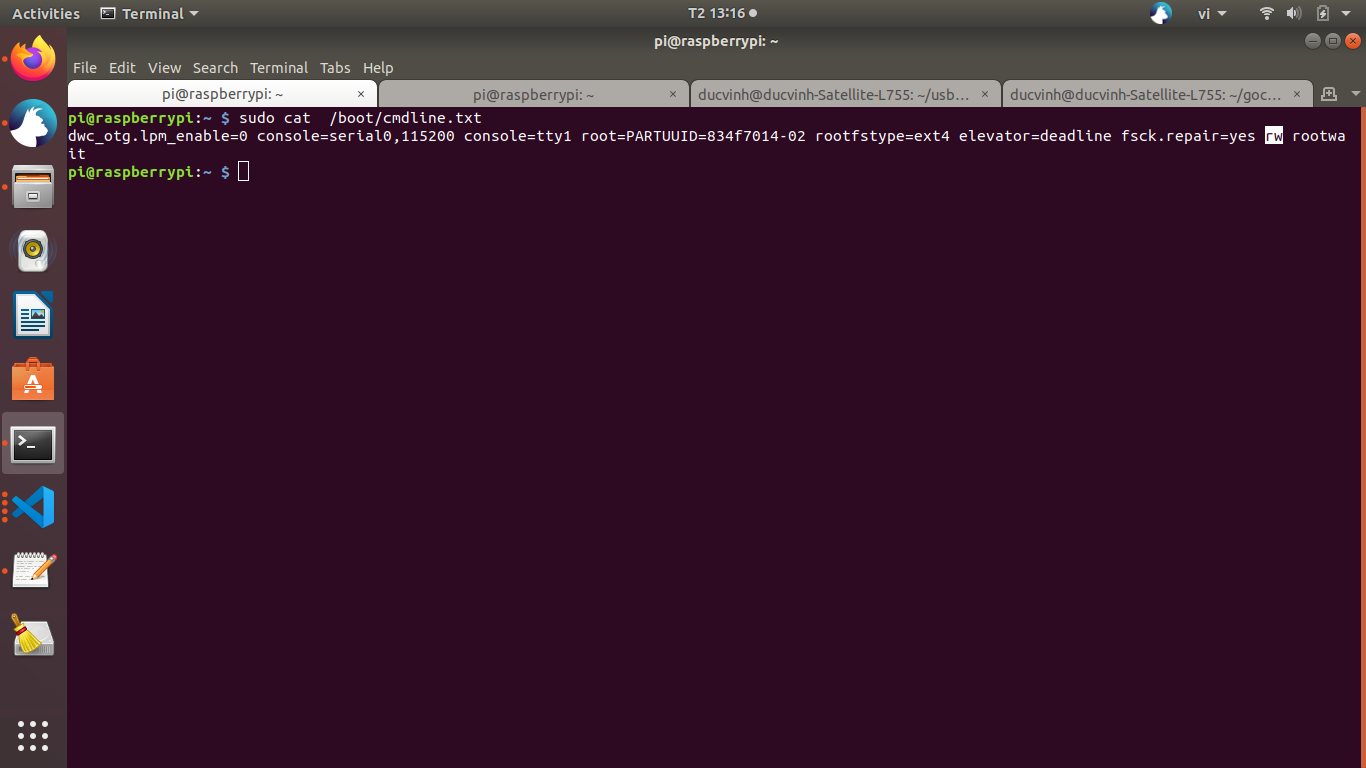 Activities Terminal T2 13:16 vi
pi@raspberrypi: ~
File Edit View Search Terminal Tabs Help
pi@raspberrypi: ~ × pi@raspberrypi: ~ × ducvinh@ducvinh-Satellite-L755: ~/usb… × ducvinh@ducvinh-Satellite-L755: ~/goc… ×
pi@raspberrypi:~ $ sudo cat  /boot/cmdline.txt
dwc_otg.lpm_enable=0 console=serial0,115200 console=tty1 root=PARTUUID=834f7014-02 rootfstype=ext4 elevator=deadline fsck.repair=yes rw rootwa
it
pi@raspberrypi:~ $